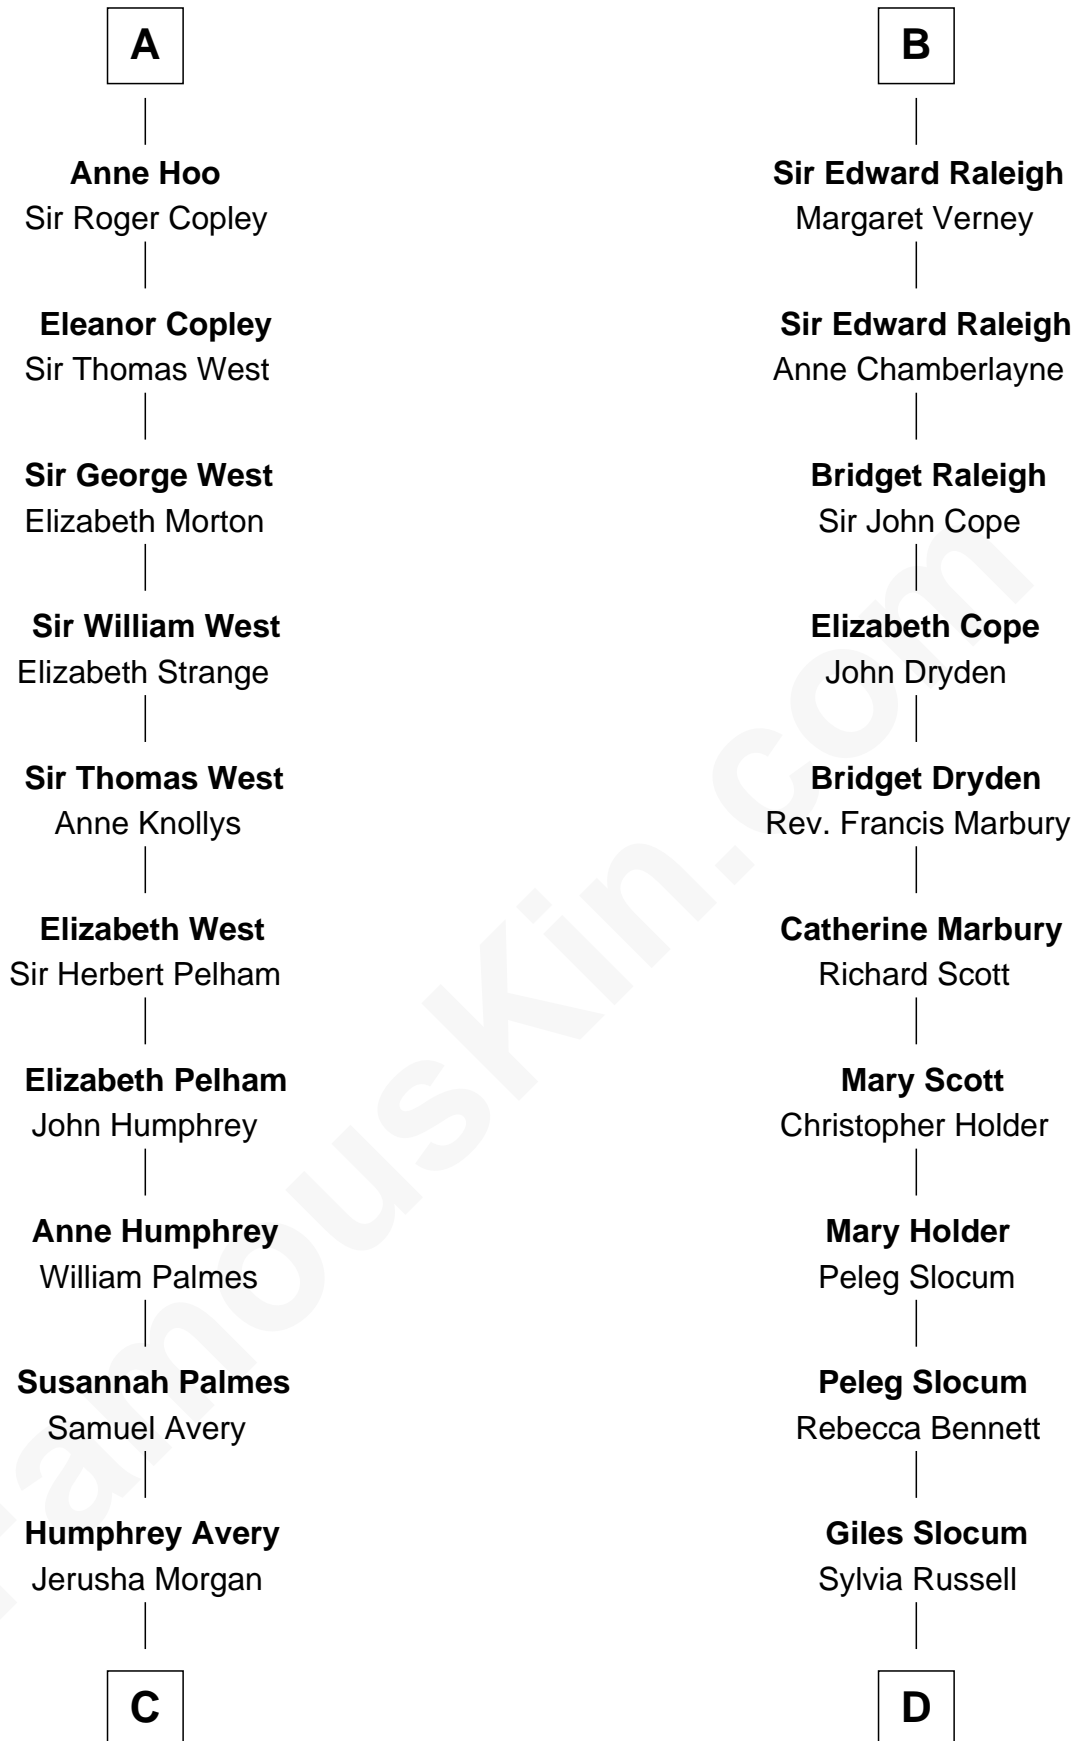 A
Anne Hoo
Sir Roger Copley
Eleanor Copley
Sir Thomas West
Sir George West
Elizabeth Morton
Sir William West
Elizabeth Strange
Sir Thomas West
Anne Knollys
Elizabeth West
Sir Herbert Pelham
Elizabeth Pelham
John Humphrey
Anne Humphrey
William Palmes
Susannah Palmes
Samuel Avery
Humphrey Avery
Jerusha Morgan
C
B
Sir Edward Raleigh
Margaret Verney
Sir Edward Raleigh
Anne Chamberlayne
Bridget Raleigh
Sir John Cope
Elizabeth Cope
John Dryden
Bridget Dryden
Rev. Francis Marbury
Catherine Marbury
Richard Scott
Mary Scott
Christopher Holder
Mary Holder
Peleg Slocum
Peleg Slocum
Rebecca Bennett
Giles Slocum
Sylvia Russell
D
FamousKin.com